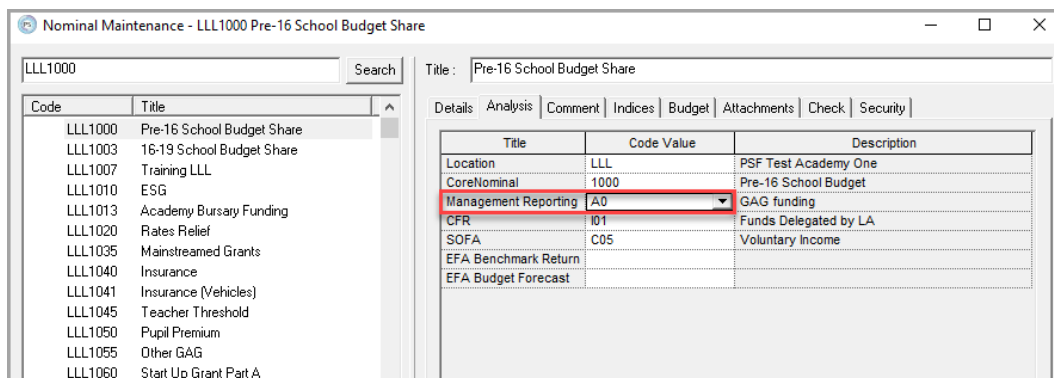 PS Nominal Maintenance - LLL1000 Pre-16 School Budget Share
LLL1000 Search
Title : Pre-16 School Budget Share
Code Title
LLL1000 Pre-16 School Budget Share
LLL1003 16-19 School Budget Share
LLL1007 Training LLL
LLL1010 ESG
LLL1013 Academy Bursary Funding
LLL1020 Rates Relief
LLL1035 Mainstreamed Grants
LLL1040 Insurance
LLL1041 Insurance (Vehicles)
LLL1045 Teacher Threshold
LLL1050 Pupil Premium
LLL1055 Other GAG
LLL1060 Start Up Grant Part A
Details Analysis Comment Indices Budget Attachments Check Security
Title Code Value Description
Location LLL PSF Test Academy One
CoreNominal 1000 Pre-16 School Budget
Management Reporting A0 GAG funding
CFR I01 Funds Delegated by LA
SOFA C05 Voluntary Income
EFA Benchmark Return
EFA Budget Forecast